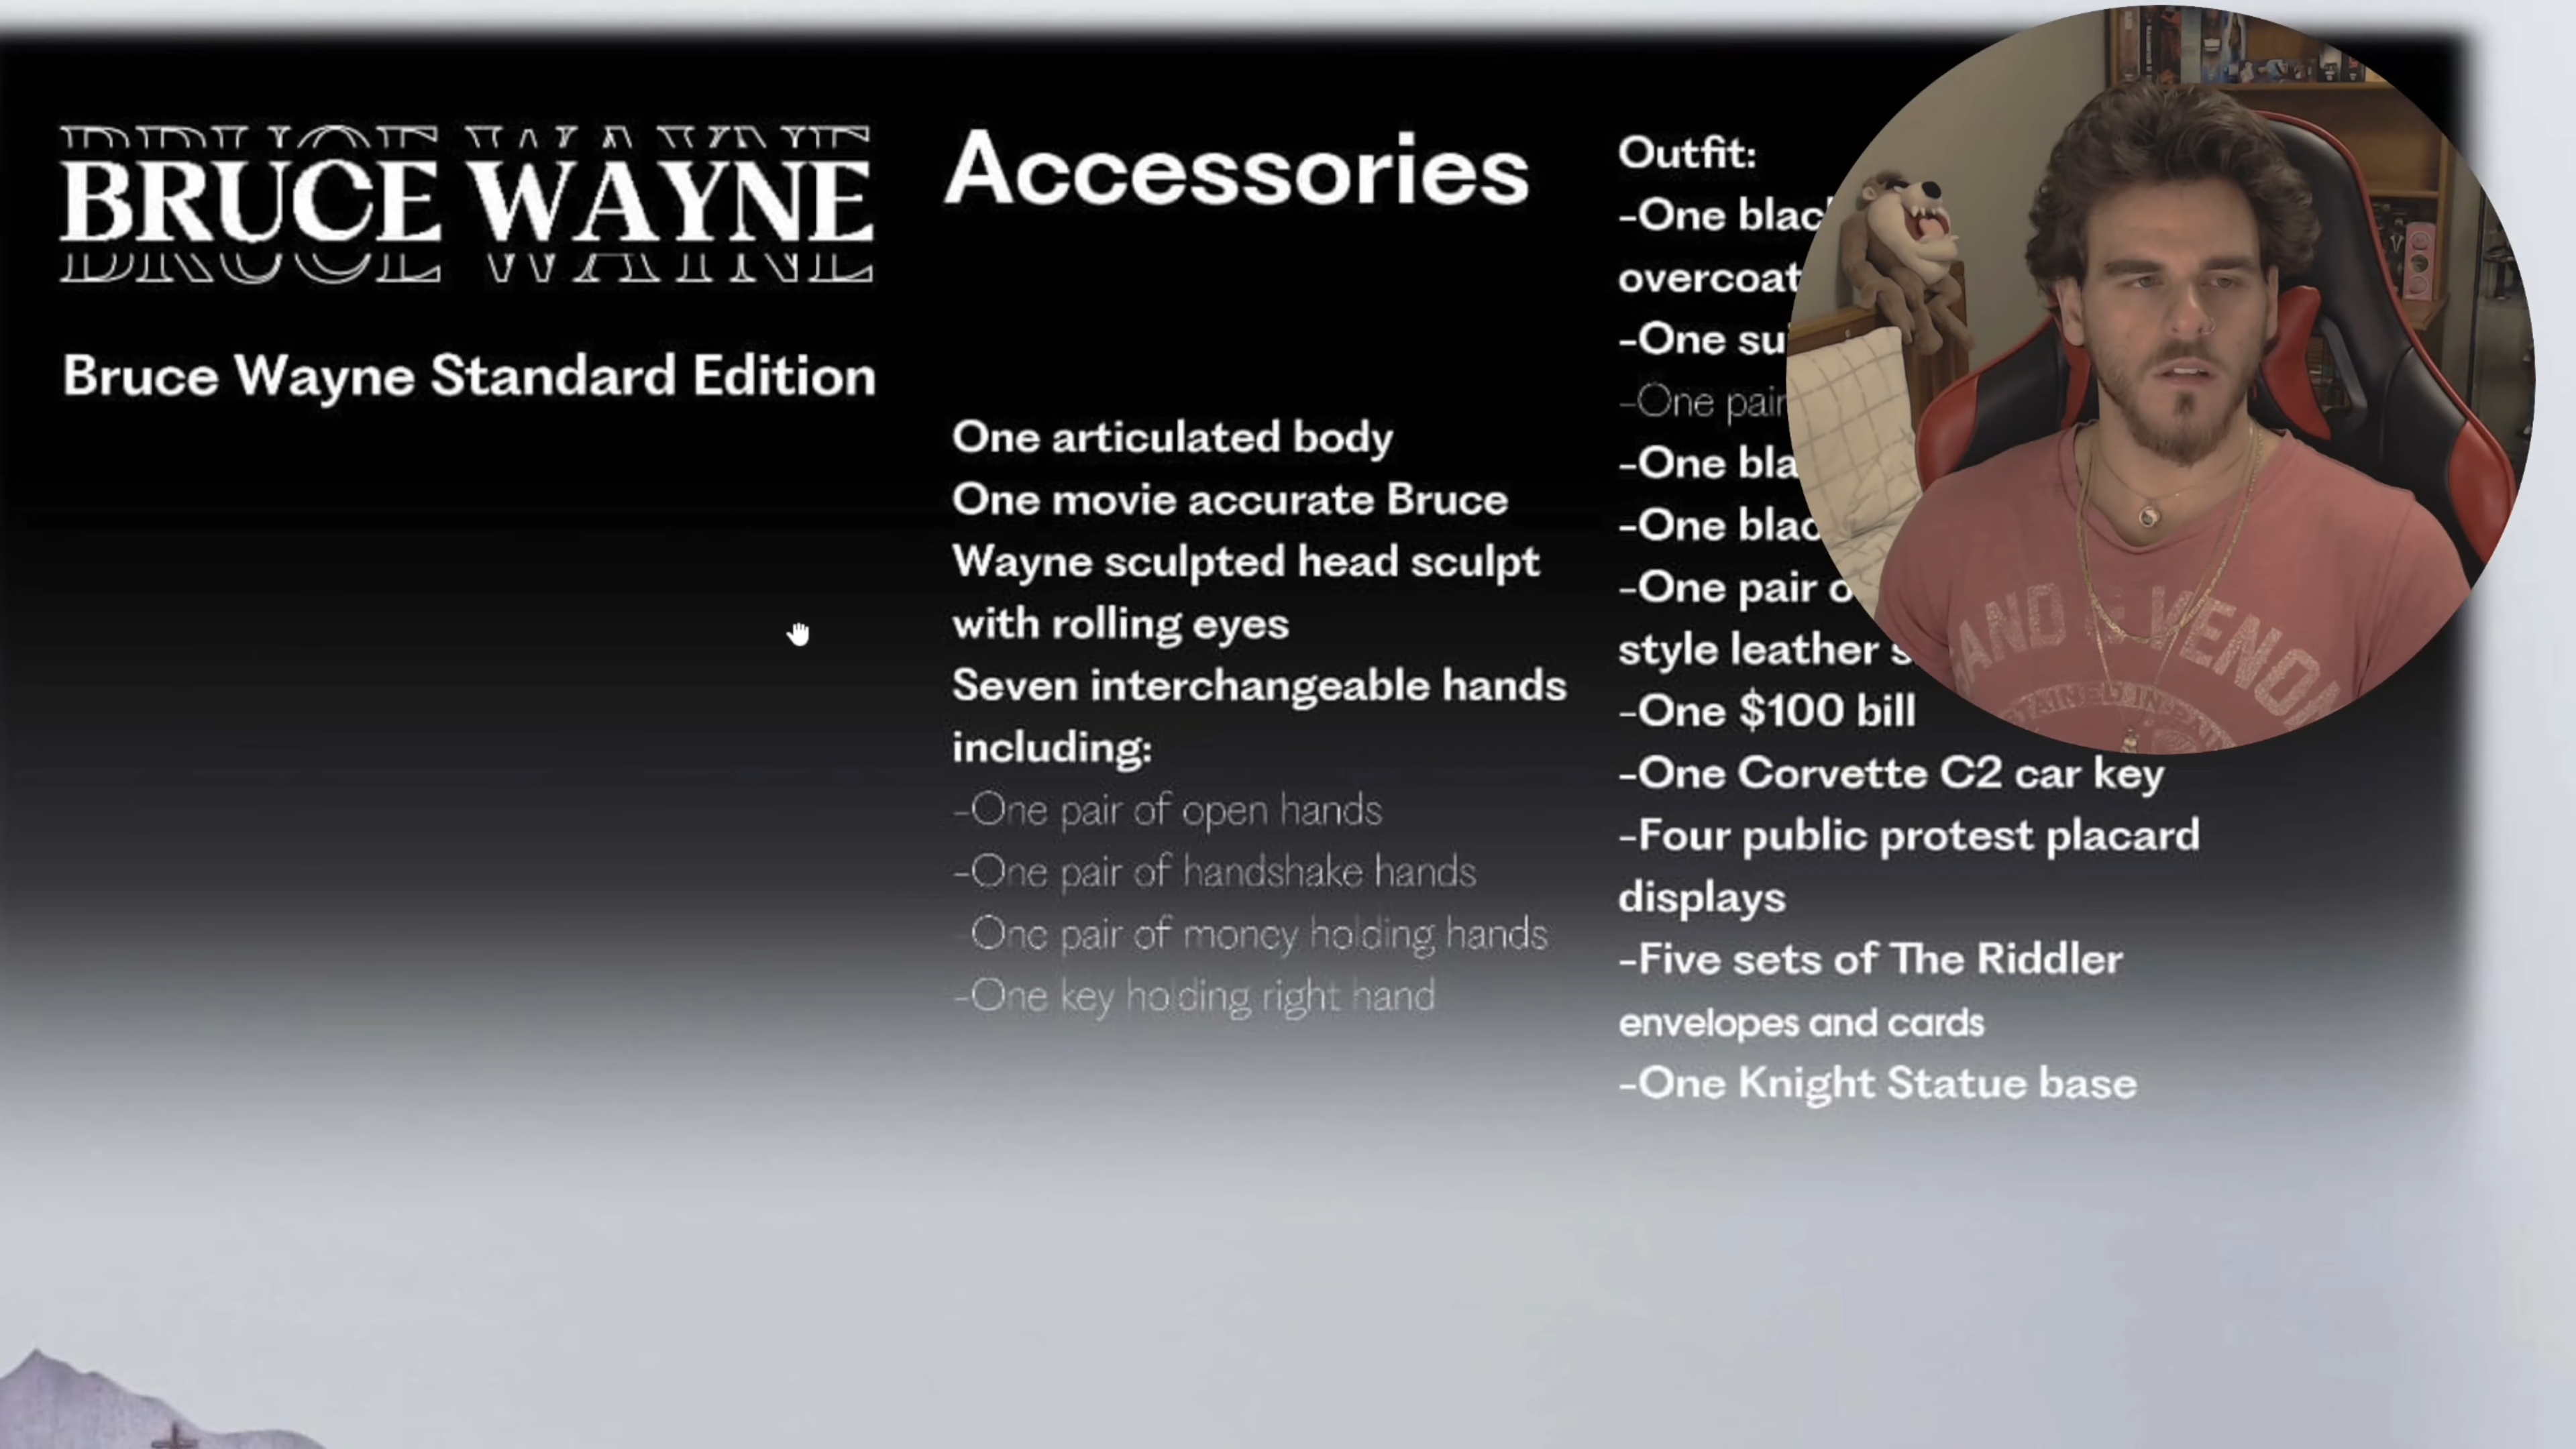 BRUCE WAYNE
Bruce Wayne Standard Edition
Accessories
One articulated body
One movie accurate Bruce
Wayne sculpted head sculpt
with rolling eyes
Seven interchangeable hands
including:
-One pair of open hands
-One pair of handshake hands
One pair of money holding hands
-One key holding right hand
Outfit:
-One
overcoat
-One
-One pair
-One
-One
-One pair
style leather
-One $100 bill
-One Corvette C2 car key
-Four public protest placard
displays
-Five sets of The Riddler
envelopes and cards
-One Knight Statue base
VENOM